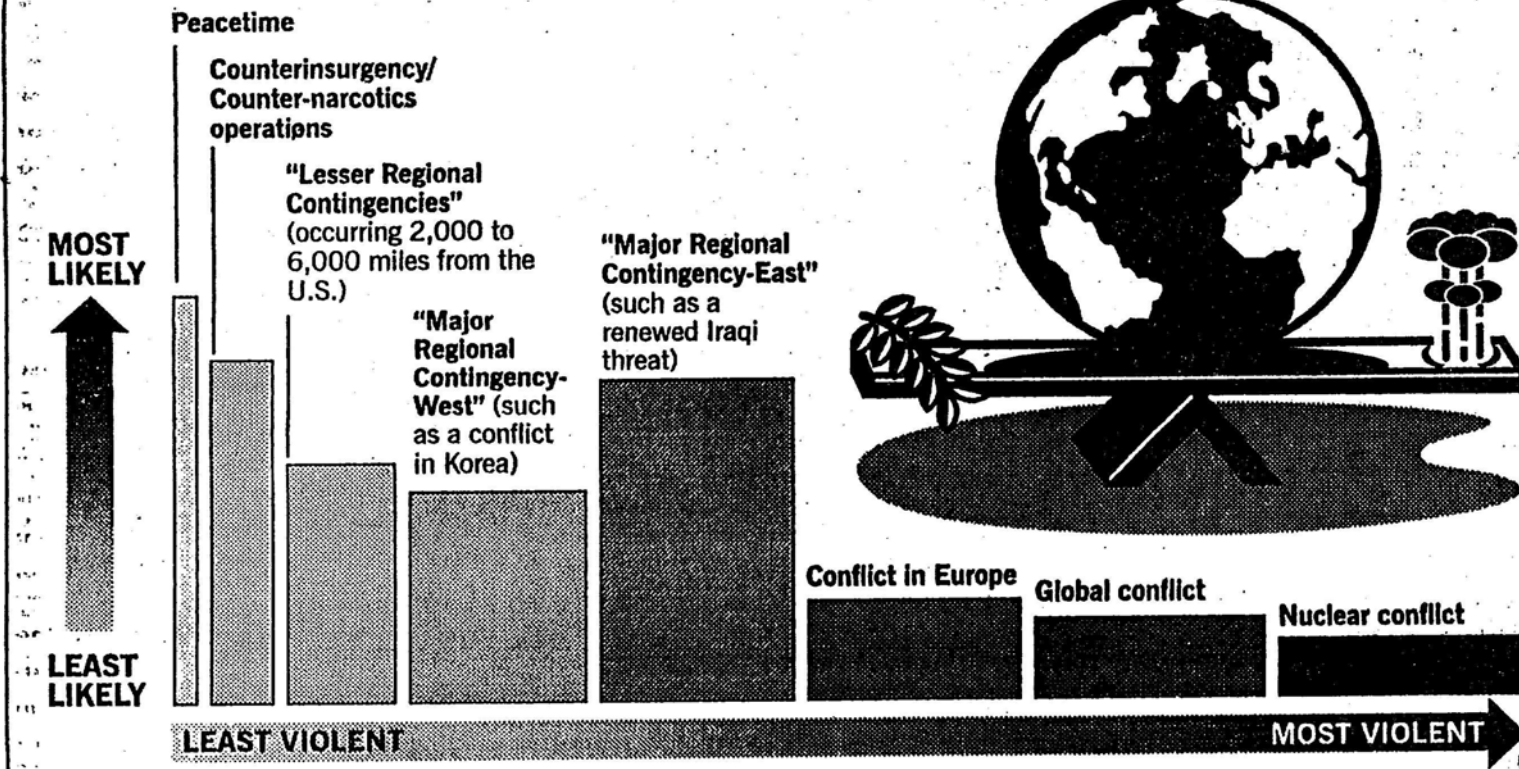 Peacetime
Counterinsurgency/
Counter-narcotics
operations
"Lesser Regional
Contingencies"
(occurring 2,000 to
6,000 miles from the
U.S.)
"Major
Regional
Contingency-
West" (such
as a conflict
in Korea)
"Major Regional
Contingency-East"
(such as a
renewed Iraqi
threat)
Conflict in Europe
Global conflict
Nuclear conflict
MOST
LIKELY
LEAST
LIKELY
LEAST VIOLENT
MOST VIOLENT